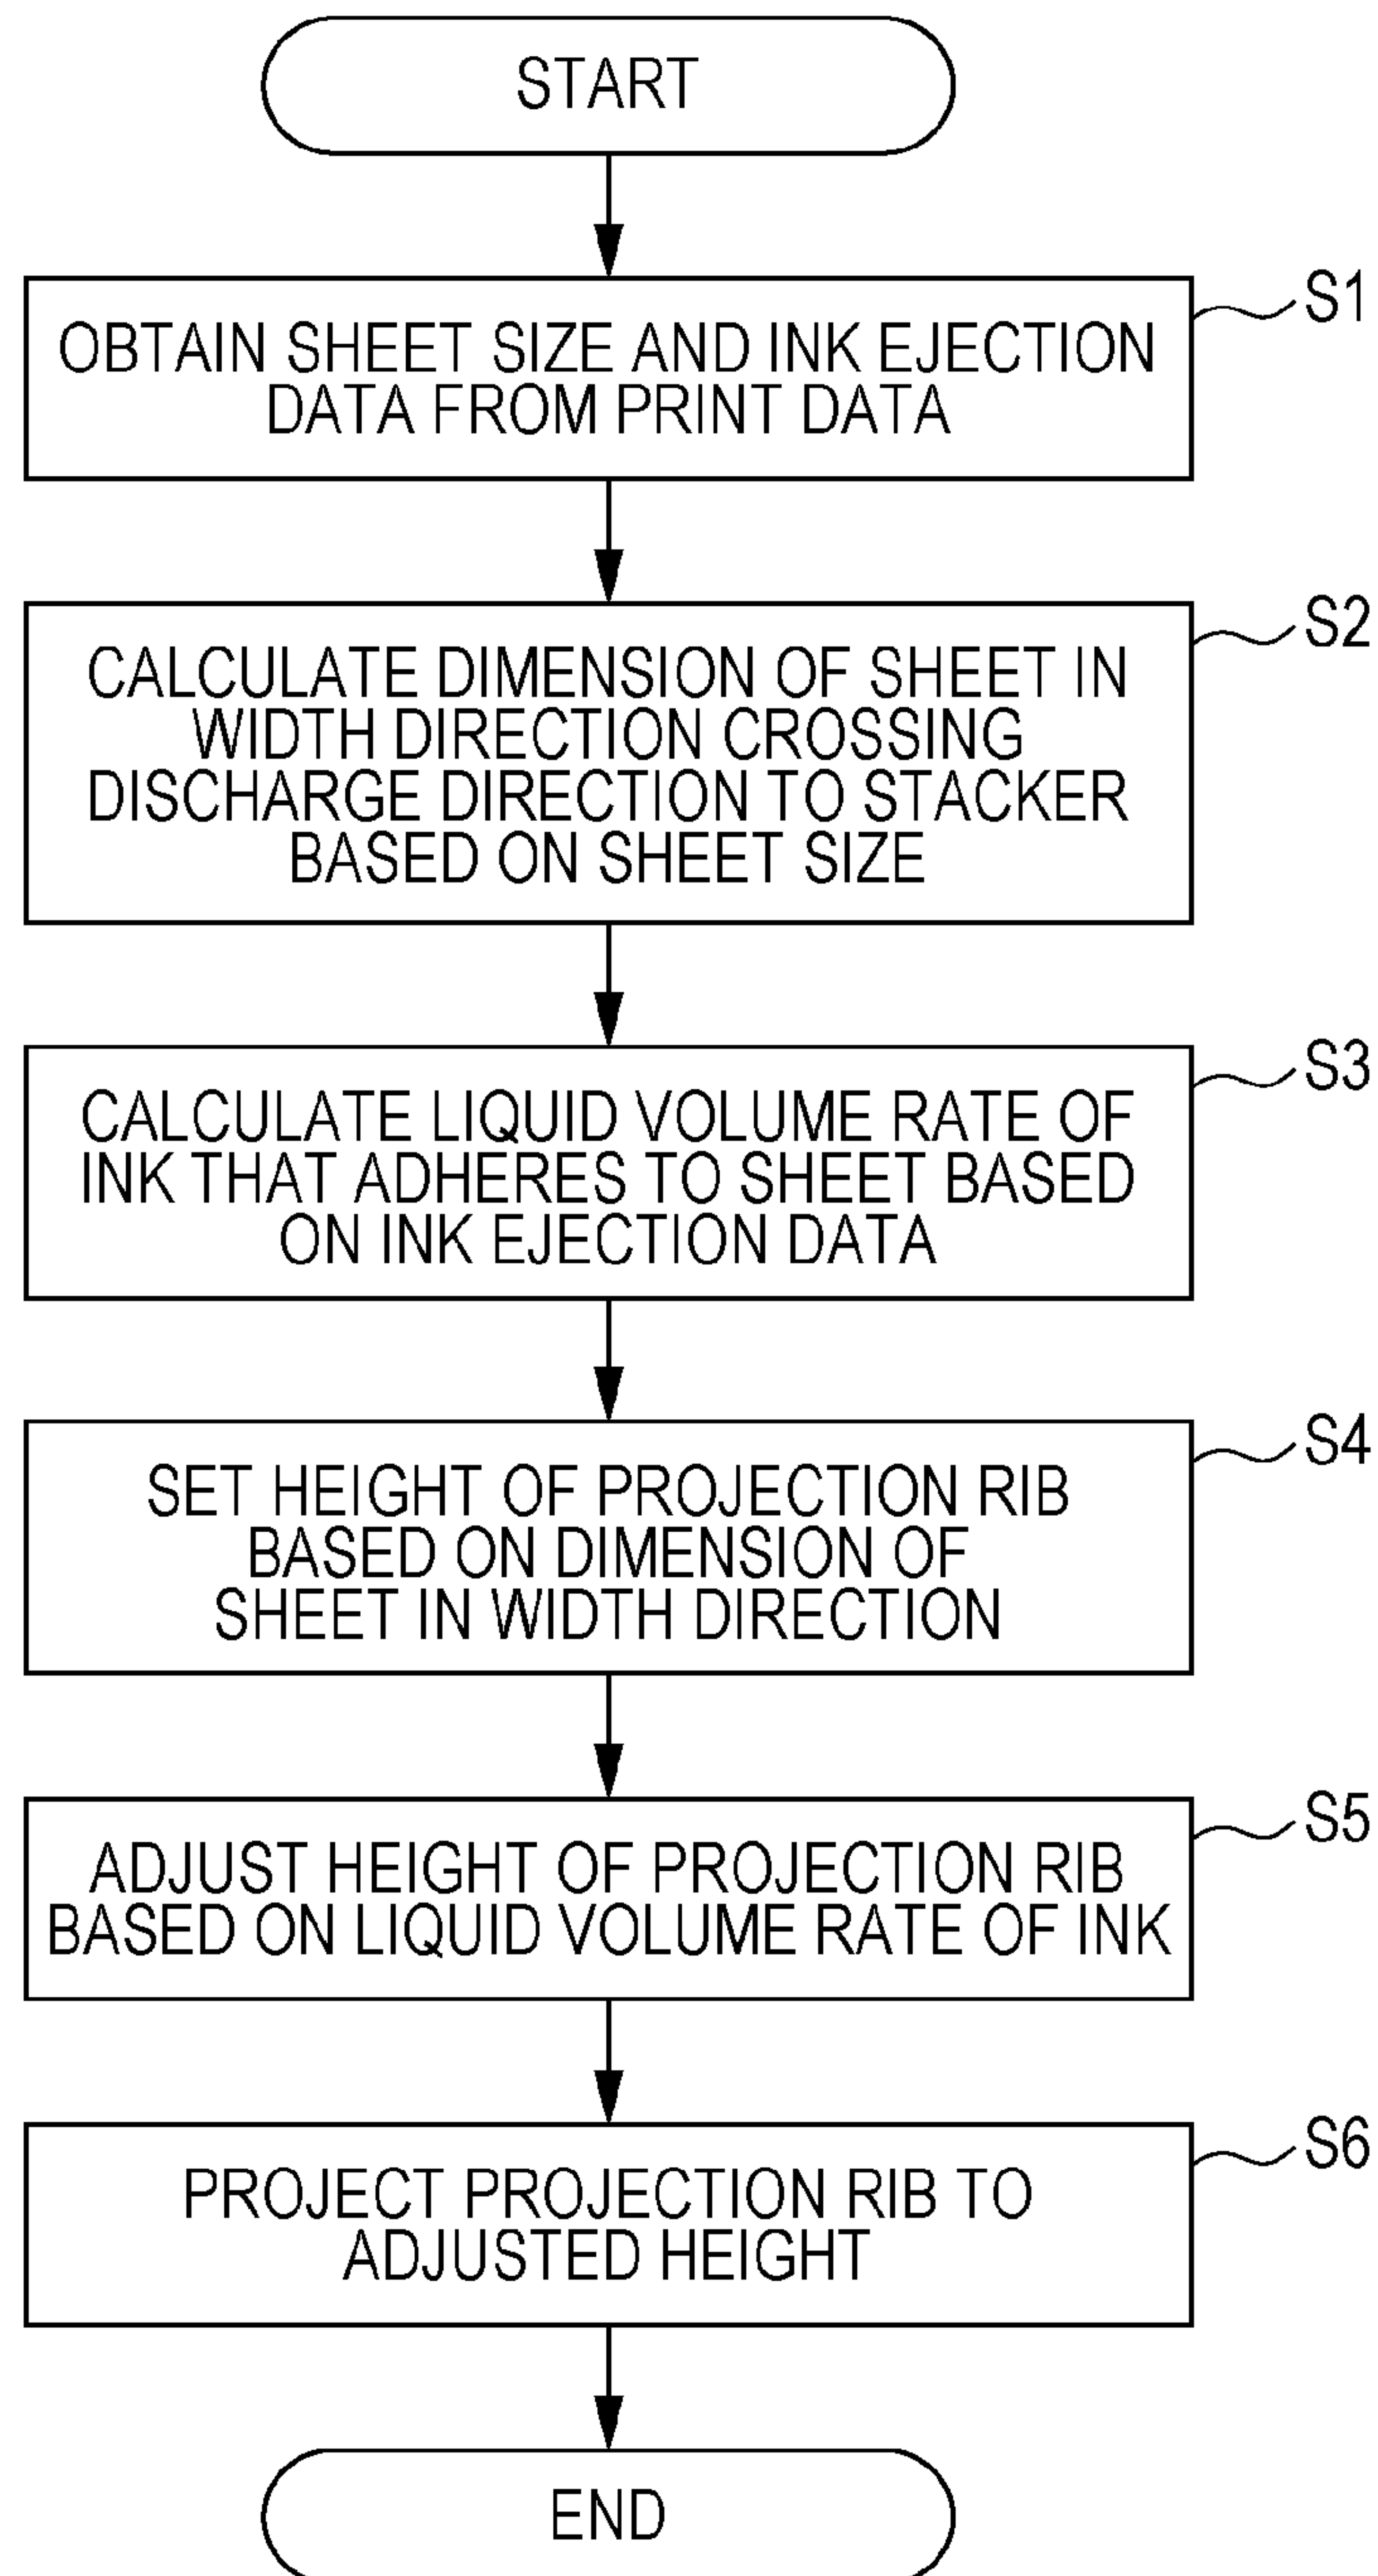 START
S1
OBTAIN SHEET SIZE AND INK EJECTION
DATA FROM PRINT DATA
S2
CALCULATE DIMENSION OF SHEET IN
WIDTH DIRECTION CROSSING
DISCHARGE DIRECTION TO STACKER
BASED ON SHEET SIZE
S3
CALCULATE LIQUID VOLUME RATE OF
INK THAT ADHERES TO SHEET BASED
ON INK EJECTION DATA
S4
SET HEIGHT OF PROJECTION RIB
BASED ON DIMENSION OF
SHEET IN WIDTH DIRECTION
S5
ADJUST HEIGHT OF PROJECTION RIB
BASED ON LIQUID VOLUME RATE OF INK
S6
PROJECT PROJECTION RIB TO
ADJUSTED HEIGHT
END